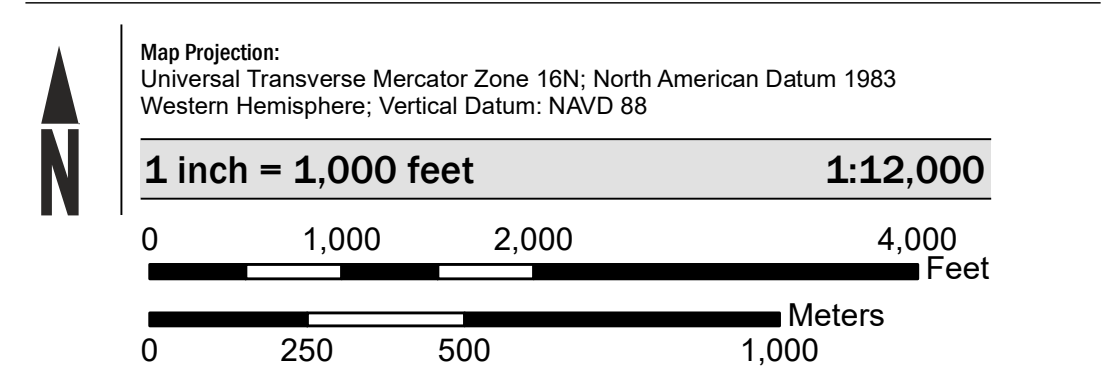 N
Map Projection:
Universal Transverse Mercator Zone 16N; North American Datum 1983
Western Hemisphere; Vertical Datum: NAVD 88
1 inch = 1,000 feet 1:12,000
0 1,000 2,000 4,000
Feet
Meters
0 250 500 1,000